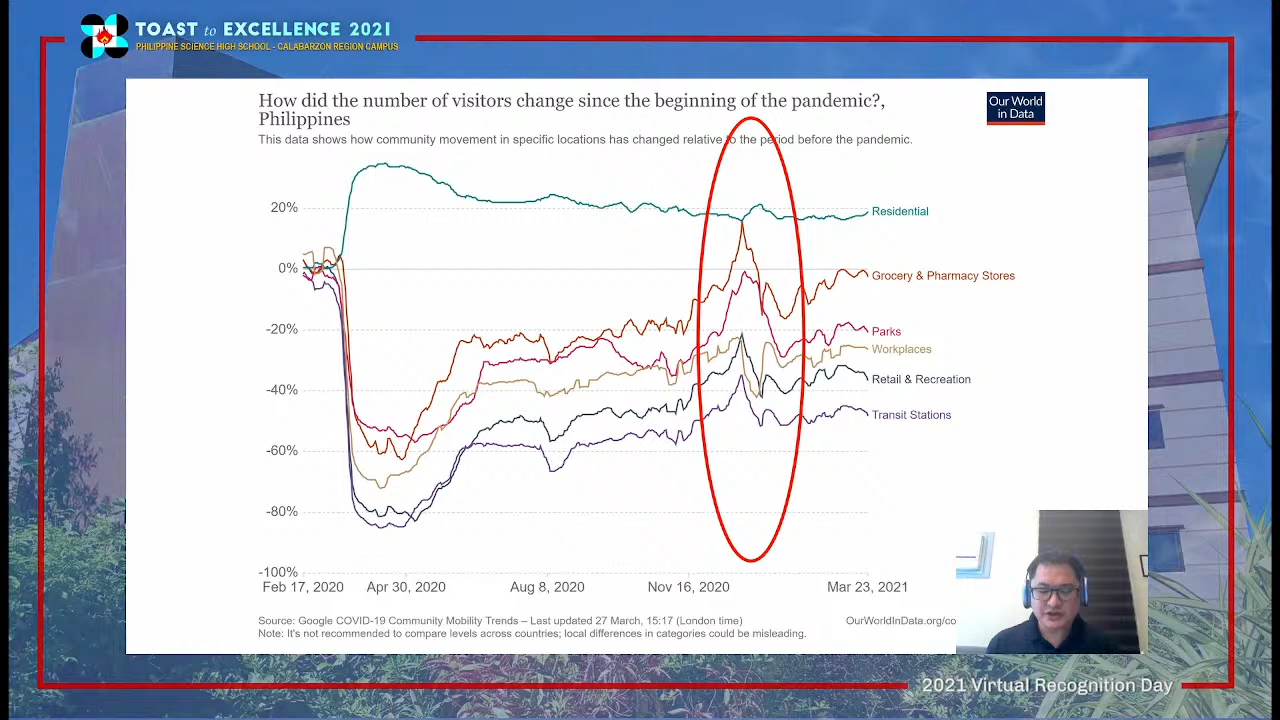 TOAST to EXCELLENCE 2021
PHILIPPINE SCIENCE HIGH SCHOOL - CALABARZON REGION CAMPUS
How did the number of visitors change since the beginning of the pandemic?,
Philippines
Our World
in Data
This data shows how community movement in specific locations has changed relative to the period before the pandemic.
20%
Residential
0%
Grocery & Pharmacy Stores
-20%
Parks
Workplaces
-40%
Retail & Recreation
Transit Stations
-60%
-80%
-100%
Feb 17, 2020 Apr 30, 2020 Aug 8, 2020 Nov 16, 2020 Mar 23, 2021
Source: Google COVID-19 Community Mobility Trends – Last updated 27 March, 15:17 (London time) OurWorldInData.org/co
Note: It's not recommended to compare levels across countries; local differences in categories could be misleading.
2021 Virtual Recognition Day